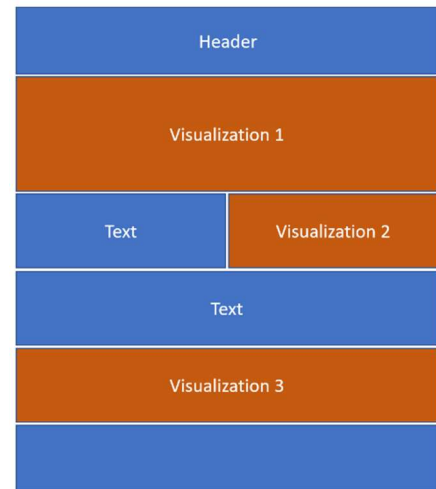 Header
Visualization 1
Text
Visualization 2
Text
Visualization 3